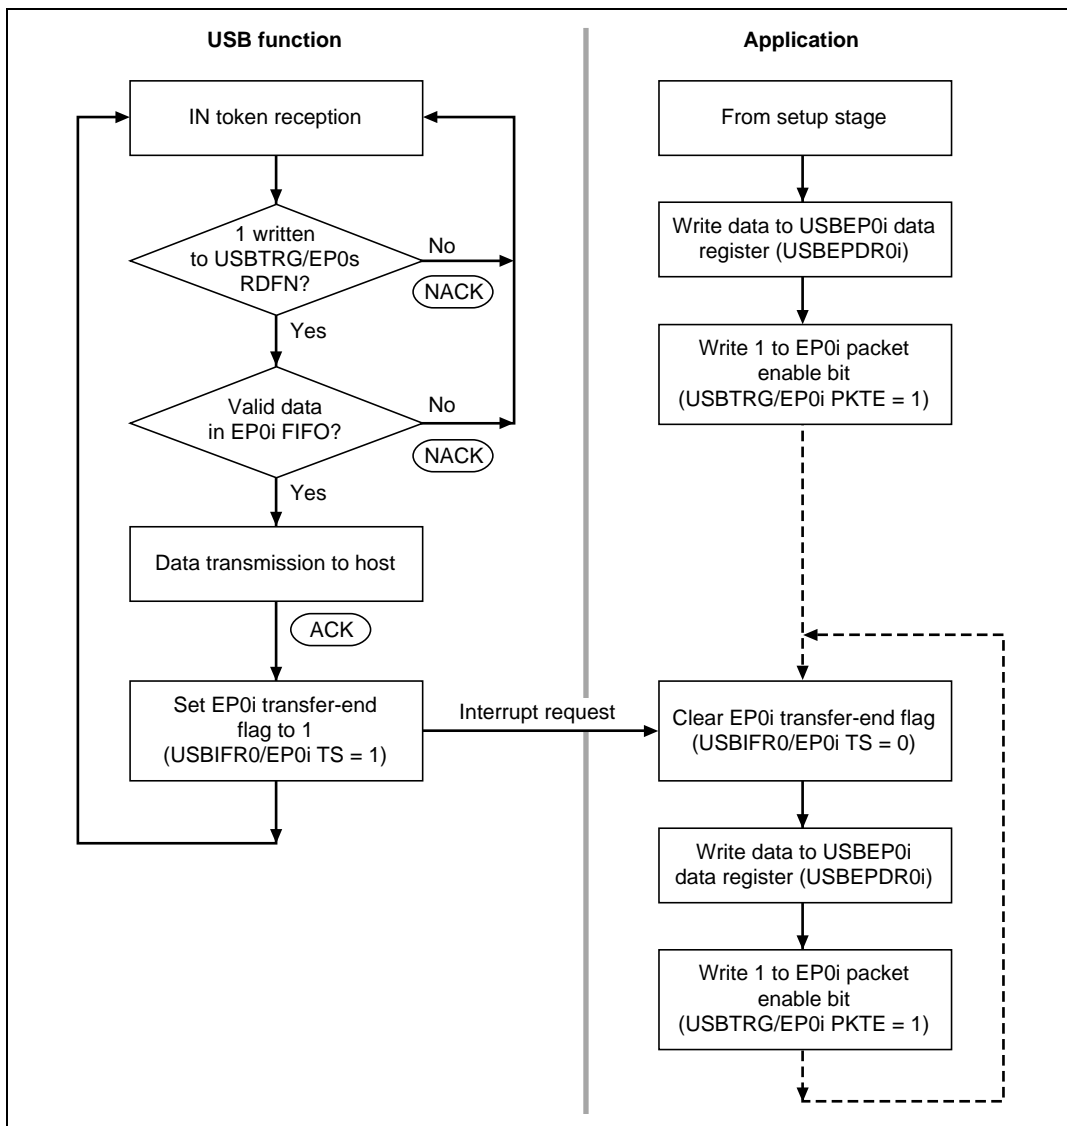 USB function
IN token reception
1 written
to USBTRG/EP0s
RDFN?
No
NACK
Yes
Valid data
in EP0i FIFO?
No
NACK
Yes
Data transmission to host
ACK
Set EP0i transfer-end
flag to 1
(USBIFR0/EP0i TS = 1)
Interrupt request
Application
From setup stage
Write data to USBEP0i data
register (USBEPDR0i)
Write 1 to EP0i packet
enable bit
(USBTRG/EP0i PKTE = 1)
Clear EP0i transfer-end flag
(USBIFR0/EP0i TS = 0)
Write data to USBEP0i
data register (USBEPDR0i)
Write 1 to EP0i packet
enable bit
(USBTRG/EP0i PKTE = 1)